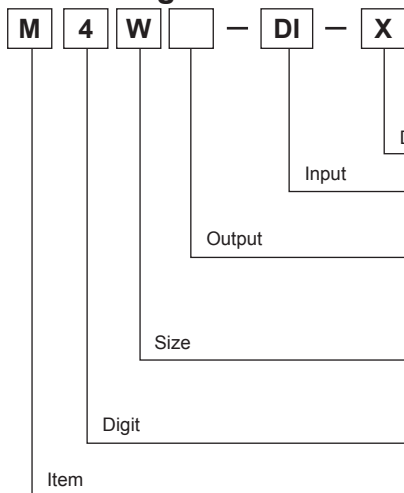 M 4 W – DI – X
Input
Output
Size
Digit
Item